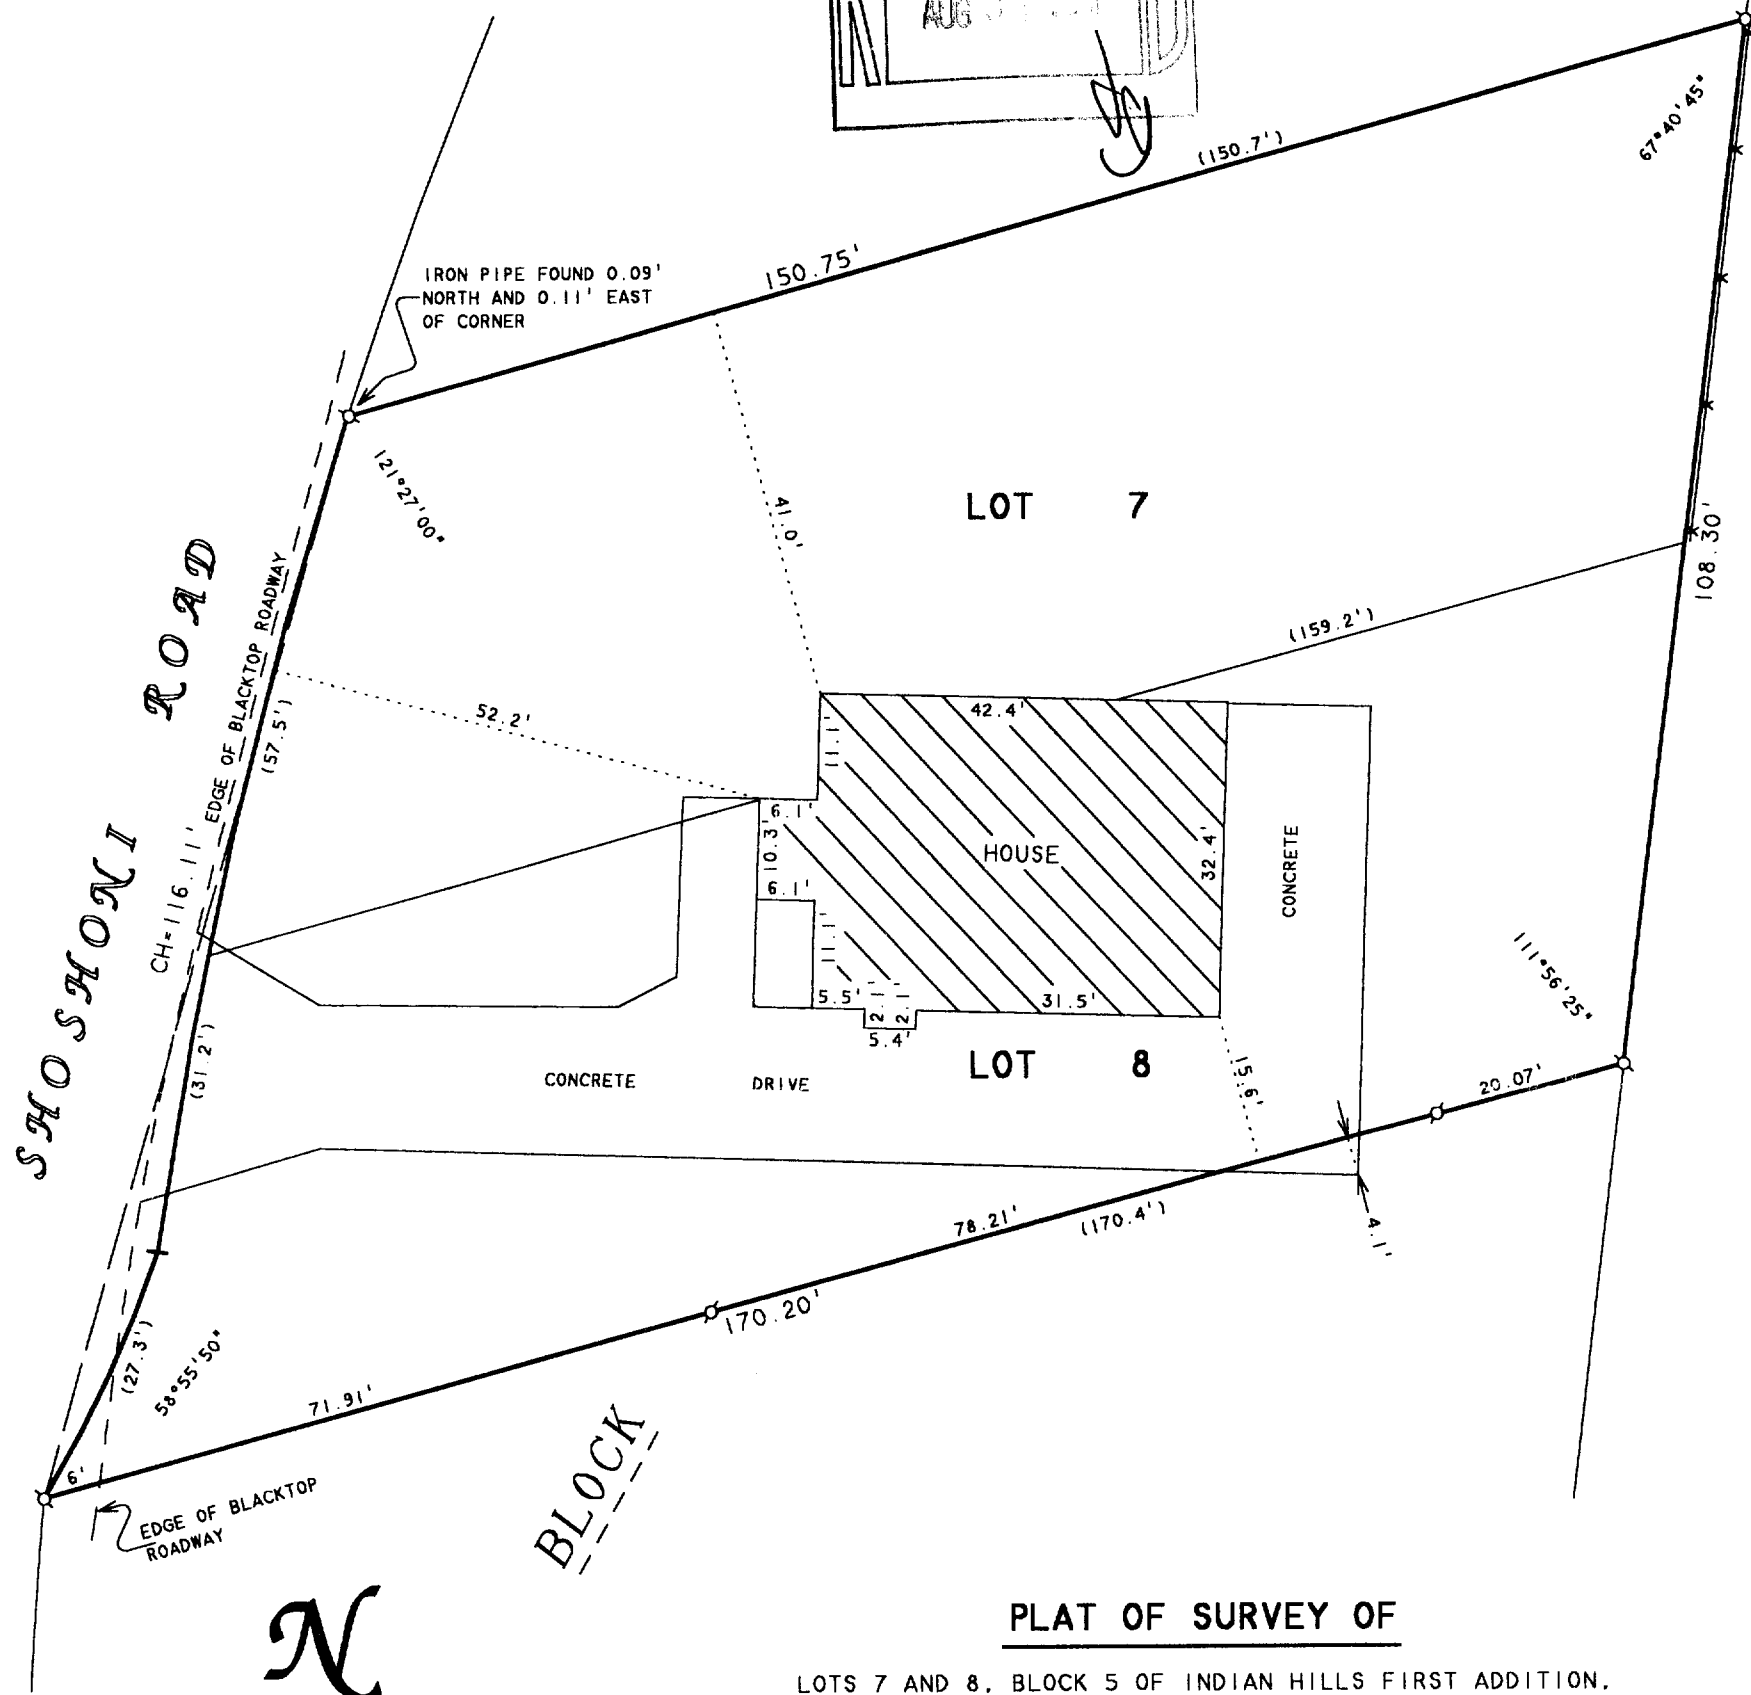 AUG
67°40'45"
(150.7')
150.75'
IRON PIPE FOUND 0.09'
NORTH AND 0.11' EAST
OF CORNER
121°27'00"
41.0'
LOT 7
108.30'
(159.2')
SHOSHONI ROAD
EDGE OF BLACKTOP ROADWAY
(57.5')
CH=116.11'
52.2'
42.4'
11.1'
6.1'
10.3'
6.1'
HOUSE
32.4'
CONCRETE
11.1'
5.5'
2.1'
2.1'
31.5'
5.4'
111°56'25"
(31.2')
CONCRETE DRIVE
LOT 8
15.6'
20.07'
4.1'
78.21'
(170.4')
170.20'
(27.3')
58°55'50"
71.91'
6'
EDGE OF BLACKTOP
ROADWAY
BLOCK
N
PLAT OF SURVEY OF
LOTS 7 AND 8, BLOCK 5 OF INDIAN HILLS FIRST ADDITION,